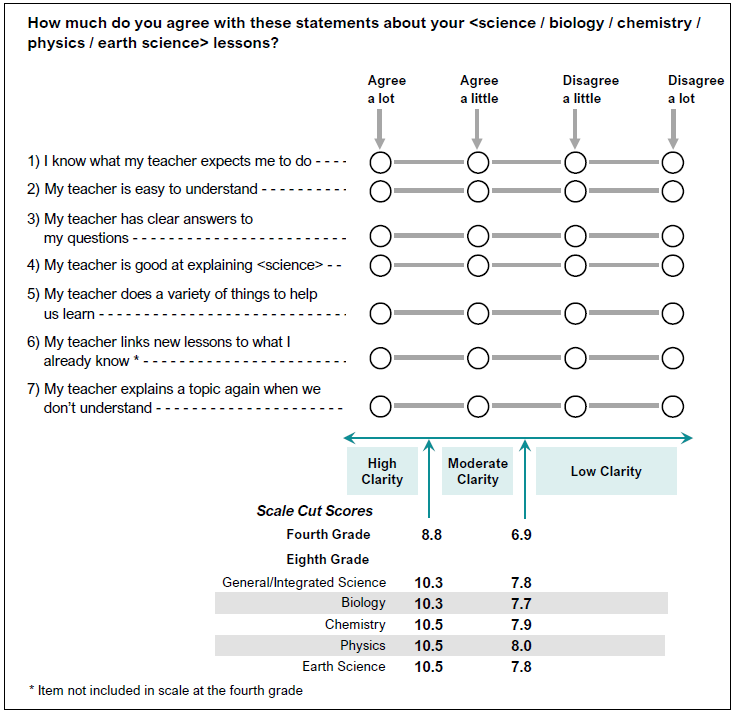 How much do you agree with these statements about your <science / biology / chemistry /
physics / earth science> lessons?
Agree a lot
Agree a little
Disagree a little
Disagree a lot
1) I know what my teacher expects me to do - - - -
2) My teacher is easy to understand - - - - - - - - - -
3) My teacher has clear answers to
my questions - - - - - - - - - - - - - - - - - - - - - - - - -
4) My teacher is good at explaining <science> - -
5) My teacher does a variety of things to help
us learn - - - - - - - - - - - - - - - - - - - - - - - - - - - - -
6) My teacher links new lessons to what I
already know * - - - - - - - - - - - - - - - - - - - - - - - -
7) My teacher explains a topic again when we
don't understand - - - - - - - - - - - - - - - - - - - - - -
High Clarity
Moderate Clarity
Low Clarity
Scale Cut Scores
Fourth Grade 8.8 6.9
Eighth Grade
General/Integrated Science 10.3 7.8
Biology 10.3 7.7
Chemistry 10.5 7.9
Physics 10.5 8.0
Earth Science 10.5 7.8
* Item not included in scale at the fourth grade